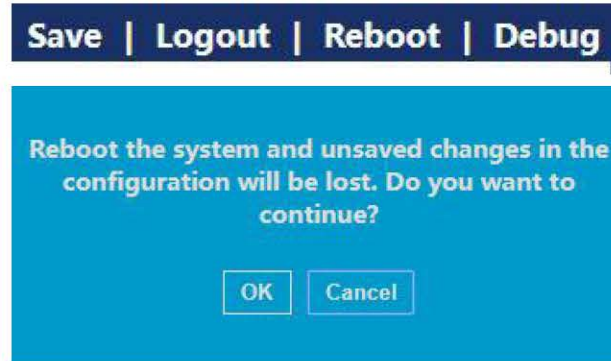 Save | Logout | Reboot | Debug
Reboot the system and unsaved changes in the
configuration will be lost. Do you want to
continue?
OK Cancel